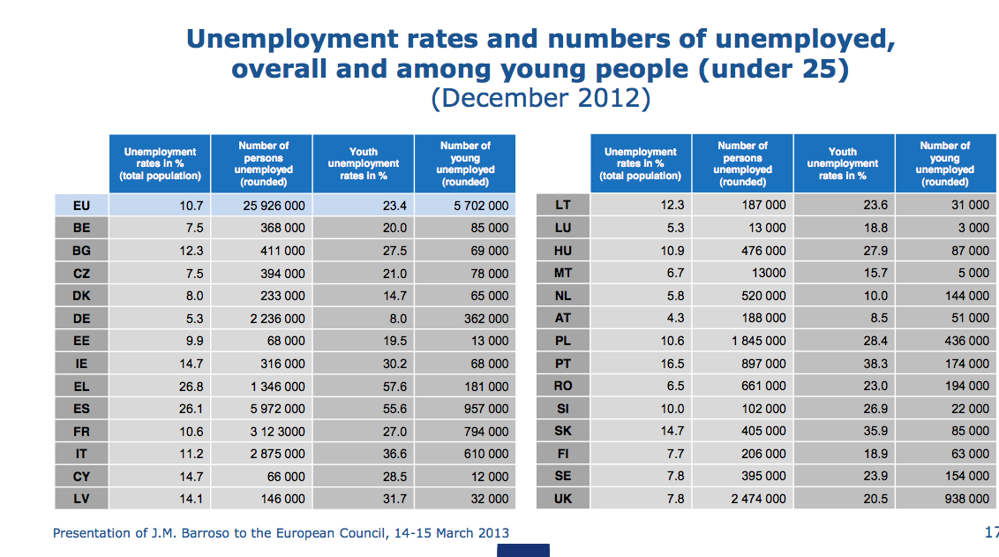 Unemployment rates and numbers of unemployed,
overall and among young people (under 25)
(December 2012)
Unemployment rates in % (total population) Number of persons unemployed (rounded) Youth unemployment rates in % Number of young unemployed (rounded)
EU 10.7 25 926 000 23.4 5 702 000
BE 7.5 368 000 20.0 85 000
BG 12.3 411 000 27.5 69 000
CZ 7.5 394 000 21.0 78 000
DK 8.0 233 000 14.7 65 000
DE 5.3 2 236 000 8.0 362 000
EE 9.9 68 000 19.5 13 000
IE 14.7 316 000 30.2 68 000
EL 26.8 1 346 000 57.6 181 000
ES 26.1 5 972 000 55.6 957 000
FR 10.6 3 12 3000 27.0 794 000
IT 11.2 2 875 000 36.6 610 000
CY 14.7 66 000 28.5 12 000
LV 14.1 146 000 31.7 32 000
Unemployment rates in % (total population) Number of persons unemployed (rounded) Youth unemployment rates in % Number of young unemployed (rounded)
LT 12.3 187 000 23.6 31 000
LU 5.3 13 000 18.8 3 000
HU 10.9 476 000 27.9 87 000
MT 6.7 13000 15.7 5 000
NL 5.8 520 000 10.0 144 000
AT 4.3 188 000 8.5 51 000
PL 10.6 1 845 000 28.4 436 000
PT 16.5 897 000 38.3 174 000
RO 6.5 661 000 23.0 194 000
SI 10.0 102 000 26.9 22 000
SK 14.7 405 000 35.9 85 000
FI 7.7 206 000 18.9 63 000
SE 7.8 395 000 23.9 154 000
UK 7.8 2 474 000 20.5 938 000
Presentation of J.M. Barroso to the European Council, 14-15 March 2013
17